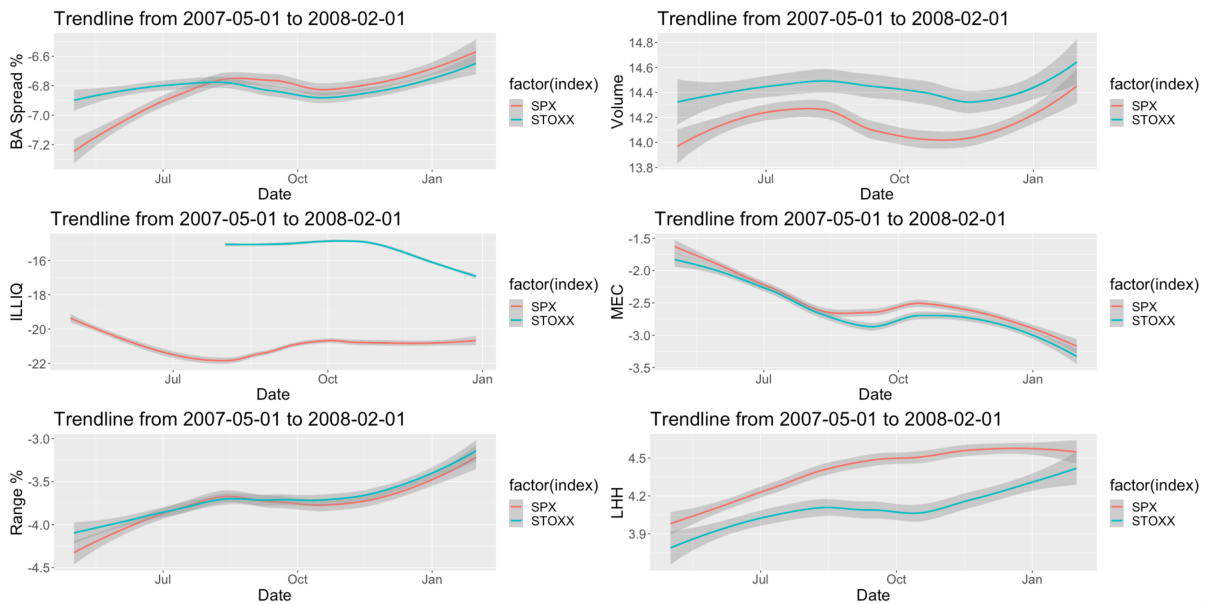 Trendline from 2007-05-01 to 2008-02-01
BA Spread %
-6.6
-6.8
-7.0
-7.2
Jul
Oct
Jan
Date
factor(index)
SPX
STOXX
Trendline from 2007-05-01 to 2008-02-01
Volume
14.8
14.6
14.4
14.2
14.0
13.8
Jul
Oct
Jan
Date
factor(index)
SPX
STOXX
Trendline from 2007-05-01 to 2008-02-01
ILLIQ
-16
-18
-20
-22
Jul
Oct
Jan
Date
factor(index)
SPX
STOXX
Trendline from 2007-05-01 to 2008-02-01
MEC
-1.5
-2.0
-2.5
-3.0
-3.5
Jul
Oct
Jan
Date
factor(index)
SPX
STOXX
Trendline from 2007-05-01 to 2008-02-01
Range %
-3.0
-3.5
-4.0
-4.5
Jul
Oct
Jan
Date
factor(index)
SPX
STOXX
Trendline from 2007-05-01 to 2008-02-01
LHH
4.5
4.2
3.9
Jul
Oct
Jan
Date
factor(index)
SPX
STOXX